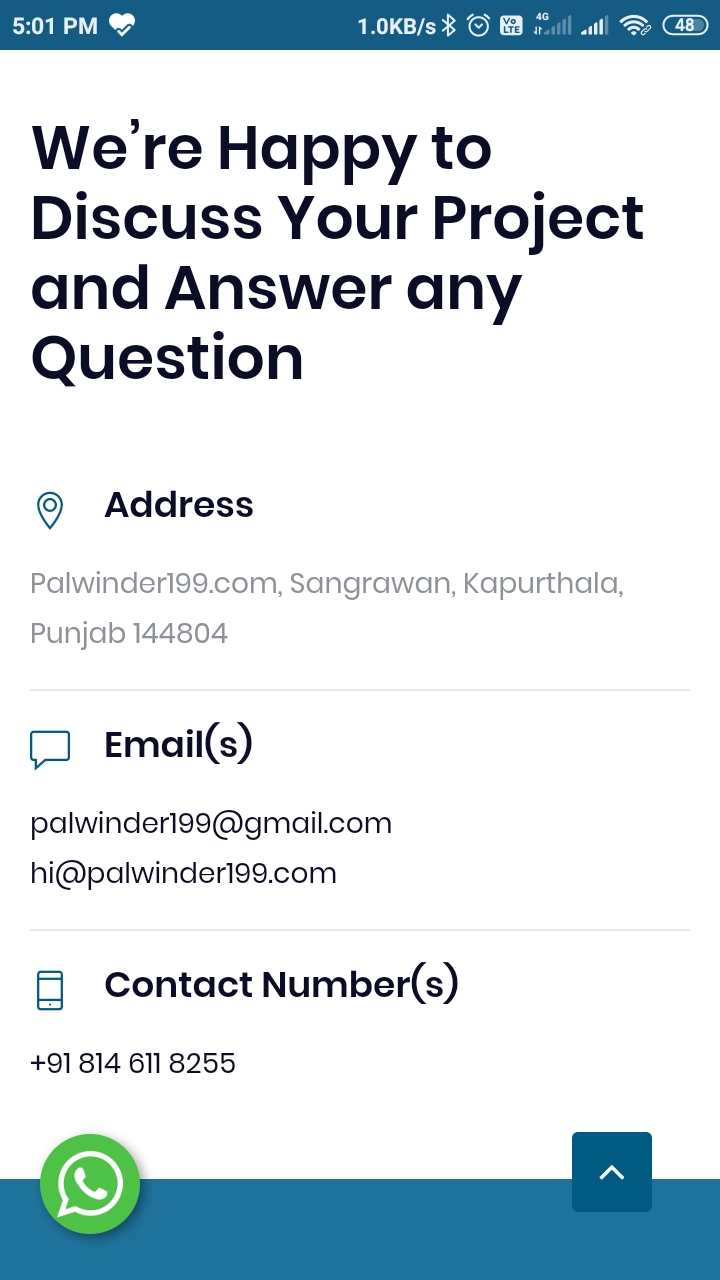 5:01 PM 1.0KB/s Vo LTE 4G 48
We’re Happy to
Discuss Your Project
and Answer any
Question
Address
Palwinder199.com, Sangrawan, Kapurthala,
Punjab 144804
Email(s)
palwinder199@gmail.com
hi@palwinder199.com
Contact Number(s)
+91 814 611 8255